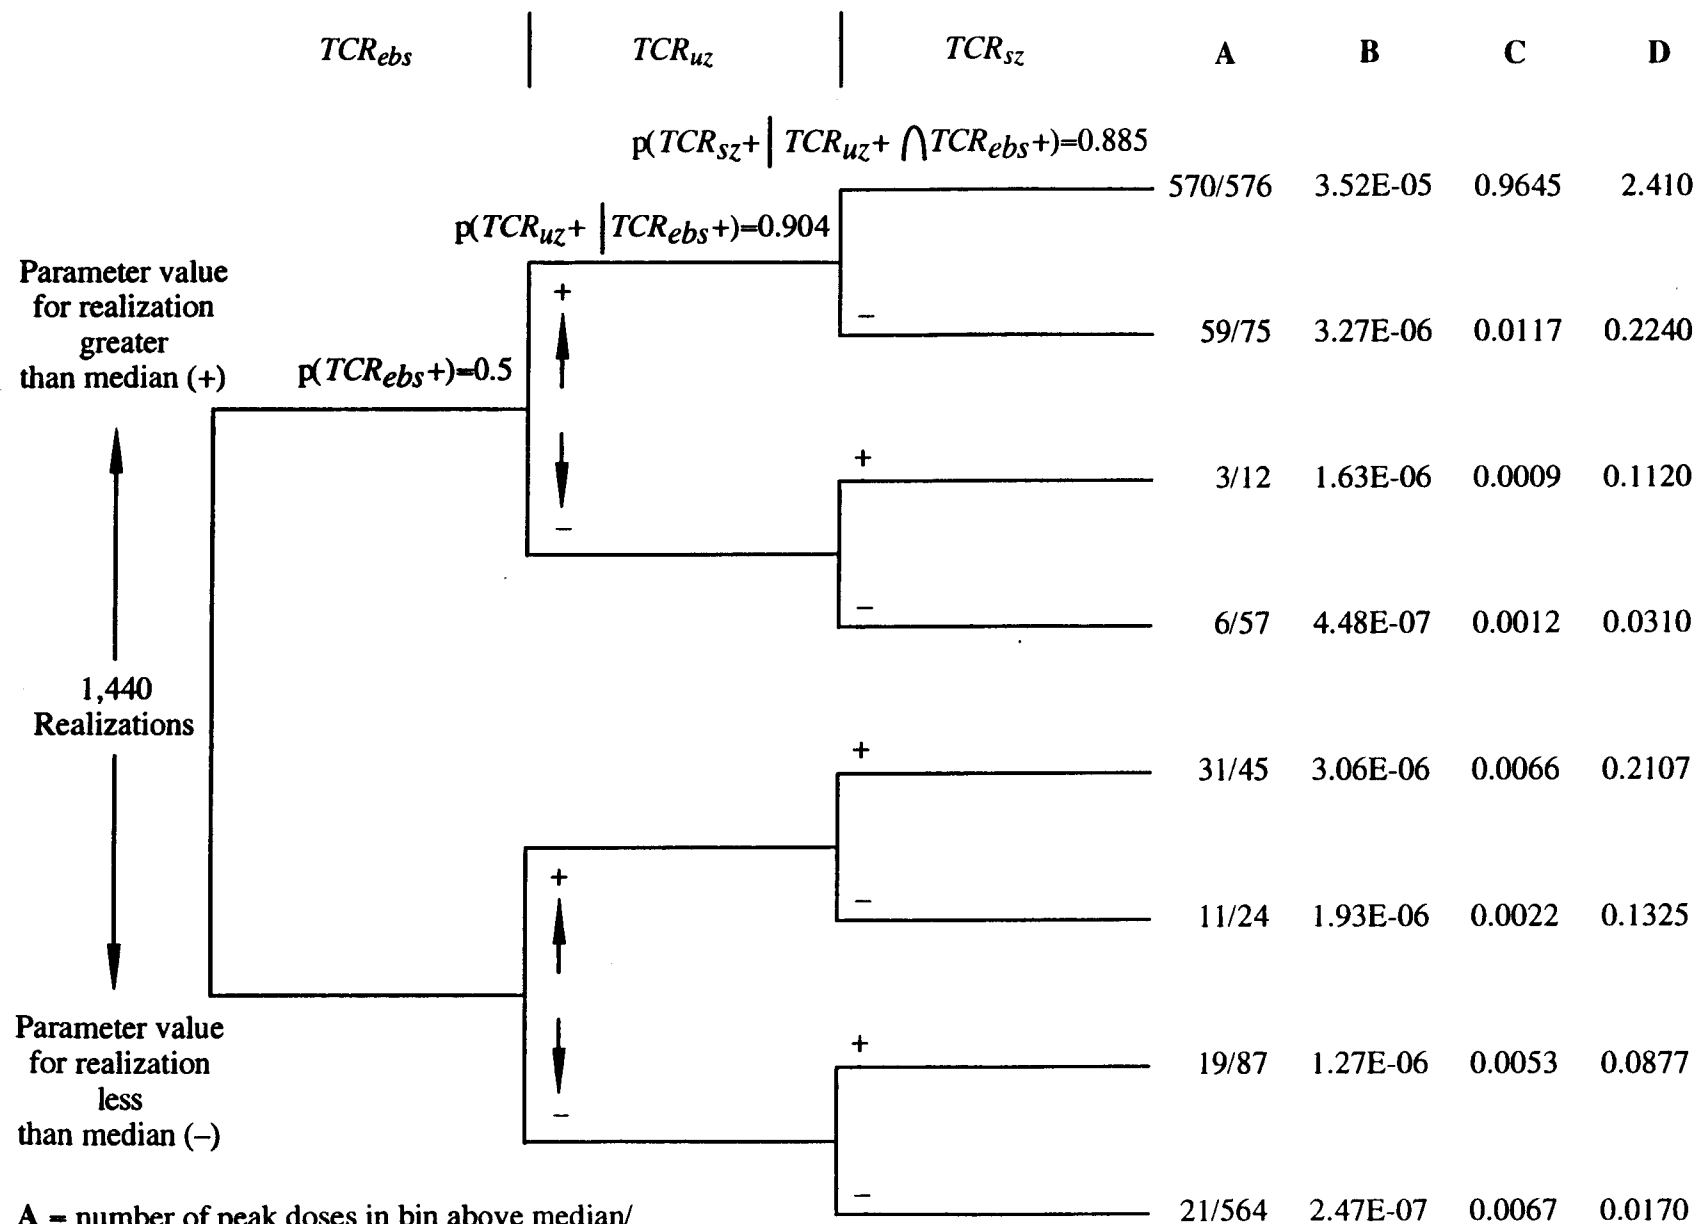 TCRebs | TCRuz | TCRsz A B C D
p(TCRsz+ | TCRuz+ ⋂ TCRebs+)=0.885
570/576 3.52E-05 0.9645 2.410
p(TCRuz+ | TCRebs+)=0.904
Parameter value
for realization
greater
than median (+)
+
–
59/75 3.27E-06 0.0117 0.2240
p(TCRebs+)=0.5
+
3/12 1.63E-06 0.0009 0.1120
–
–
6/57 4.48E-07 0.0012 0.0310
1,440
Realizations
+
31/45 3.06E-06 0.0066 0.2107
+
–
11/24 1.93E-06 0.0022 0.1325
Parameter value
for realization
less
than median (–)
+
19/87 1.27E-06 0.0053 0.0877
–
–
21/564 2.47E-07 0.0067 0.0170
A = number of peak doses in bin above median/